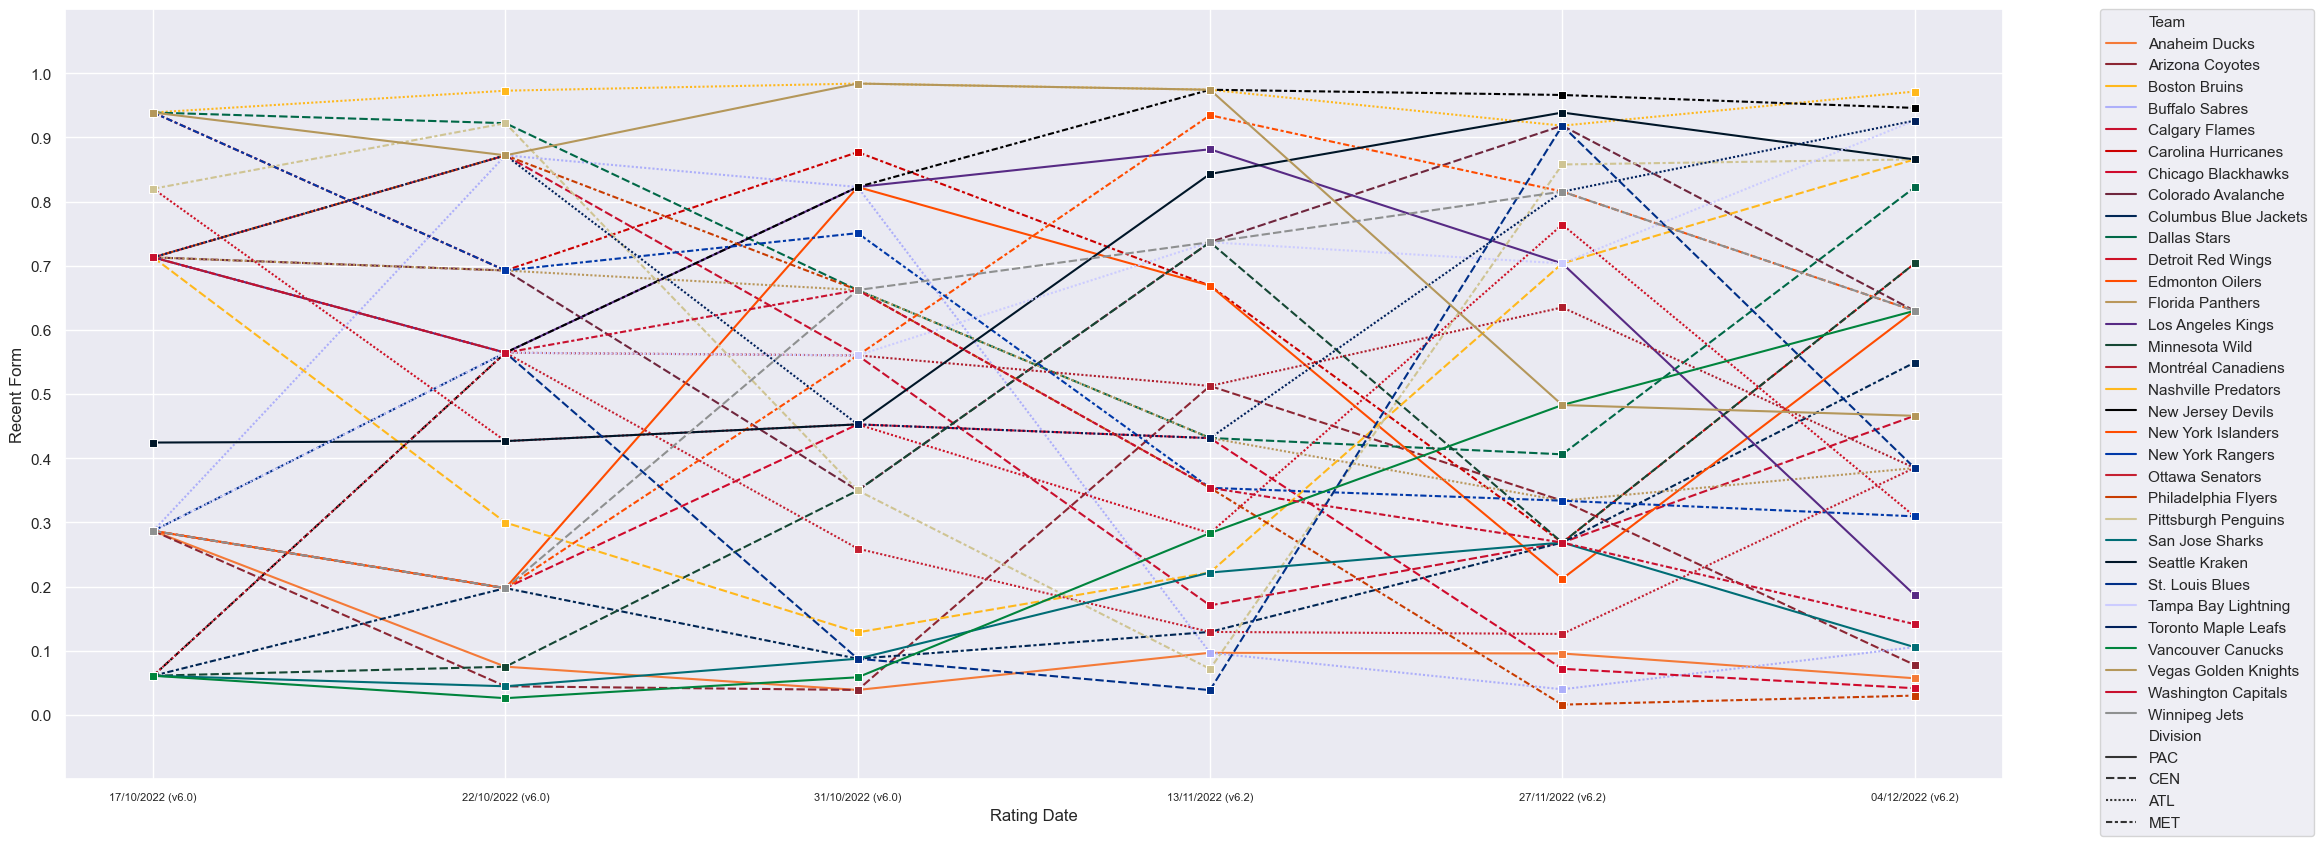 1.0
0.9
0.8
0.7
0.6
0.5
0.4
0.3
0.2
0.1
0.0
Recent Form
17/10/2022 (v6.0)
22/10/2022 (v6.0)
31/10/2022 (v6.0)
13/11/2022 (v6.2)
27/11/2022 (v6.2)
04/12/2022 (v6.2)
Rating Date
Team
Anaheim Ducks
Arizona Coyotes
Boston Bruins
Buffalo Sabres
Calgary Flames
Carolina Hurricanes
Chicago Blackhawks
Colorado Avalanche
Columbus Blue Jackets
Dallas Stars
Detroit Red Wings
Edmonton Oilers
Florida Panthers
Los Angeles Kings
Minnesota Wild
Montréal Canadiens
Nashville Predators
New Jersey Devils
New York Islanders
New York Rangers
Ottawa Senators
Philadelphia Flyers
Pittsburgh Penguins
San Jose Sharks
Seattle Kraken
St. Louis Blues
Tampa Bay Lightning
Toronto Maple Leafs
Vancouver Canucks
Vegas Golden Knights
Washington Capitals
Winnipeg Jets
Division
PAC
CEN
ATL
MET